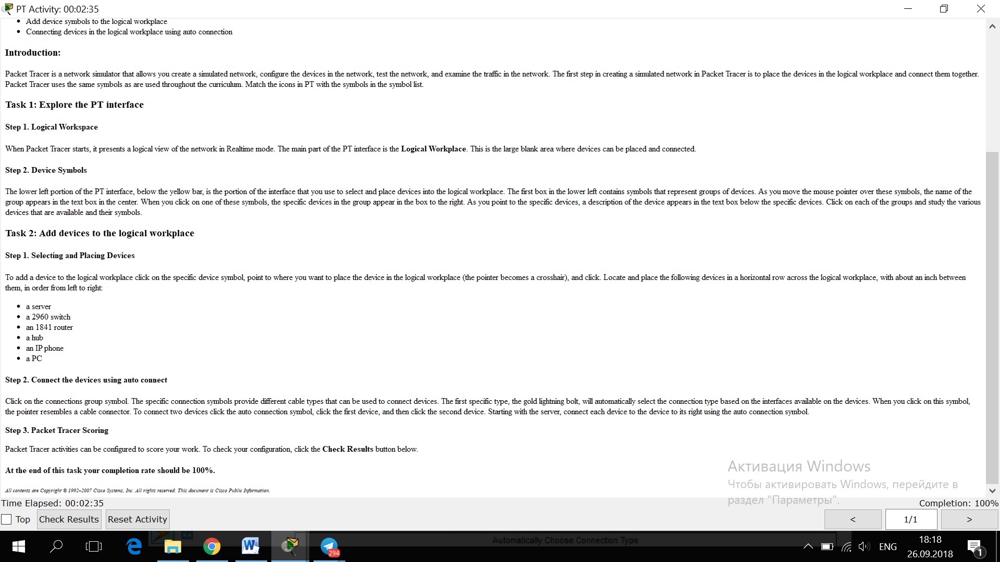 PT Activity: 00:02:35
Add device symbols to the logical workplace
Connecting devices in the logical workplace using auto connection
Introduction:
Packet Tracer is a network simulator that allows you create a simulated network, configure the devices in the network, test the network, and examine the traffic in the network. The first step in creating a simulated network in Packet Tracer is to place the devices in the logical workplace and connect them together.
Packet Tracer uses the same symbols as are used throughout the curriculum. Match the icons in PT with the symbols in the symbol list.
Task 1: Explore the PT interface
Step 1. Logical Workspace
When Packet Tracer starts, it presents a logical view of the network in Realtime mode. The main part of the PT interface is the Logical Workplace. This is the large blank area where devices can be placed and connected.
Step 2. Device Symbols
The lower left portion of the PT interface, below the yellow bar, is the portion of the interface that you use to select and place devices into the logical workplace. The first box in the lower left contains symbols that represent groups of devices. As you move the mouse pointer over these symbols, the name of the
group appears in the text box in the center. When you click on one of these symbols, the specific devices in the group appear in the box to the right. As you point to the specific devices, a description of the device appears in the text box below the specific devices. Click on each of the groups and study the various
devices that are available and their symbols.
Task 2: Add devices to the logical workplace
Step 1. Selecting and Placing Devices
To add a device to the logical workplace click on the specific device symbol, point to where you want to place the device in the logical workplace (the pointer becomes a crosshair), and click. Locate and place the following devices in a horizontal row across the logical workplace, with about an inch between
them, in order from left to right:
a server
a 2960 switch
an 1841 router
a hub
an IP phone
a PC
Step 2. Connect the devices using auto connect
Click on the connections group symbol. The specific connection symbols provide different cable types that can be used to connect devices. The first specific type, the gold lightning bolt, will automatically select the connection type based on the interfaces available on the devices. When you click on this symbol,
the pointer resembles a cable connector. To connect two devices click the auto connection symbol, click the first device, and then click the second device. Starting with the server, connect each device to the device to its right using the auto connection symbol.
Step 3. Packet Tracer Scoring
Packet Tracer activities can be configured to score your work. To check your configuration, click the Check Results button below.
At the end of this task your completion rate should be 100%.
All contents are Copyright © 1992–2007 Cisco Systems, Inc. All rights reserved. This document is Cisco Public Information.
Активация Windows
Чтобы активировать Windows, перейдите в
раздел "Параметры".
Time Elapsed: 00:02:35
Completion: 100%
Top
Check Results
Reset Activity
<
1/1
>
Automatically Choose Connection Type
294
ENG
18:18
26.09.2018
1